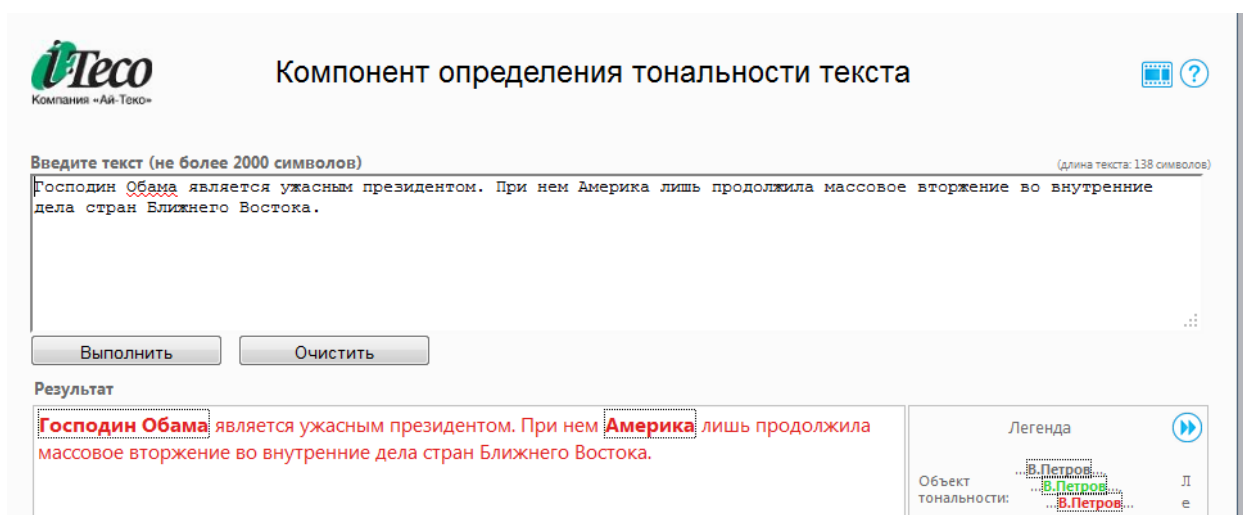 i-Teco
Компания «Ай-Теко»
Компонент определения тональности текста
?
Введите текст (не более 2000 символов)
(длина текста: 138 символов)
Господин Обама является ужасным президентом. При нем Америка лишь продолжила массовое вторжение во внутренние
дела стран Ближнего Востока.
Выполнить
Очистить
Результат
Господин Обама является ужасным президентом. При нем Америка лишь продолжила
массовое вторжение во внутренние дела стран Ближнего Востока.
Легенда
Объект
тональности:
...В.Петров...
...В.Петров...
...В.Петров...
Л
е